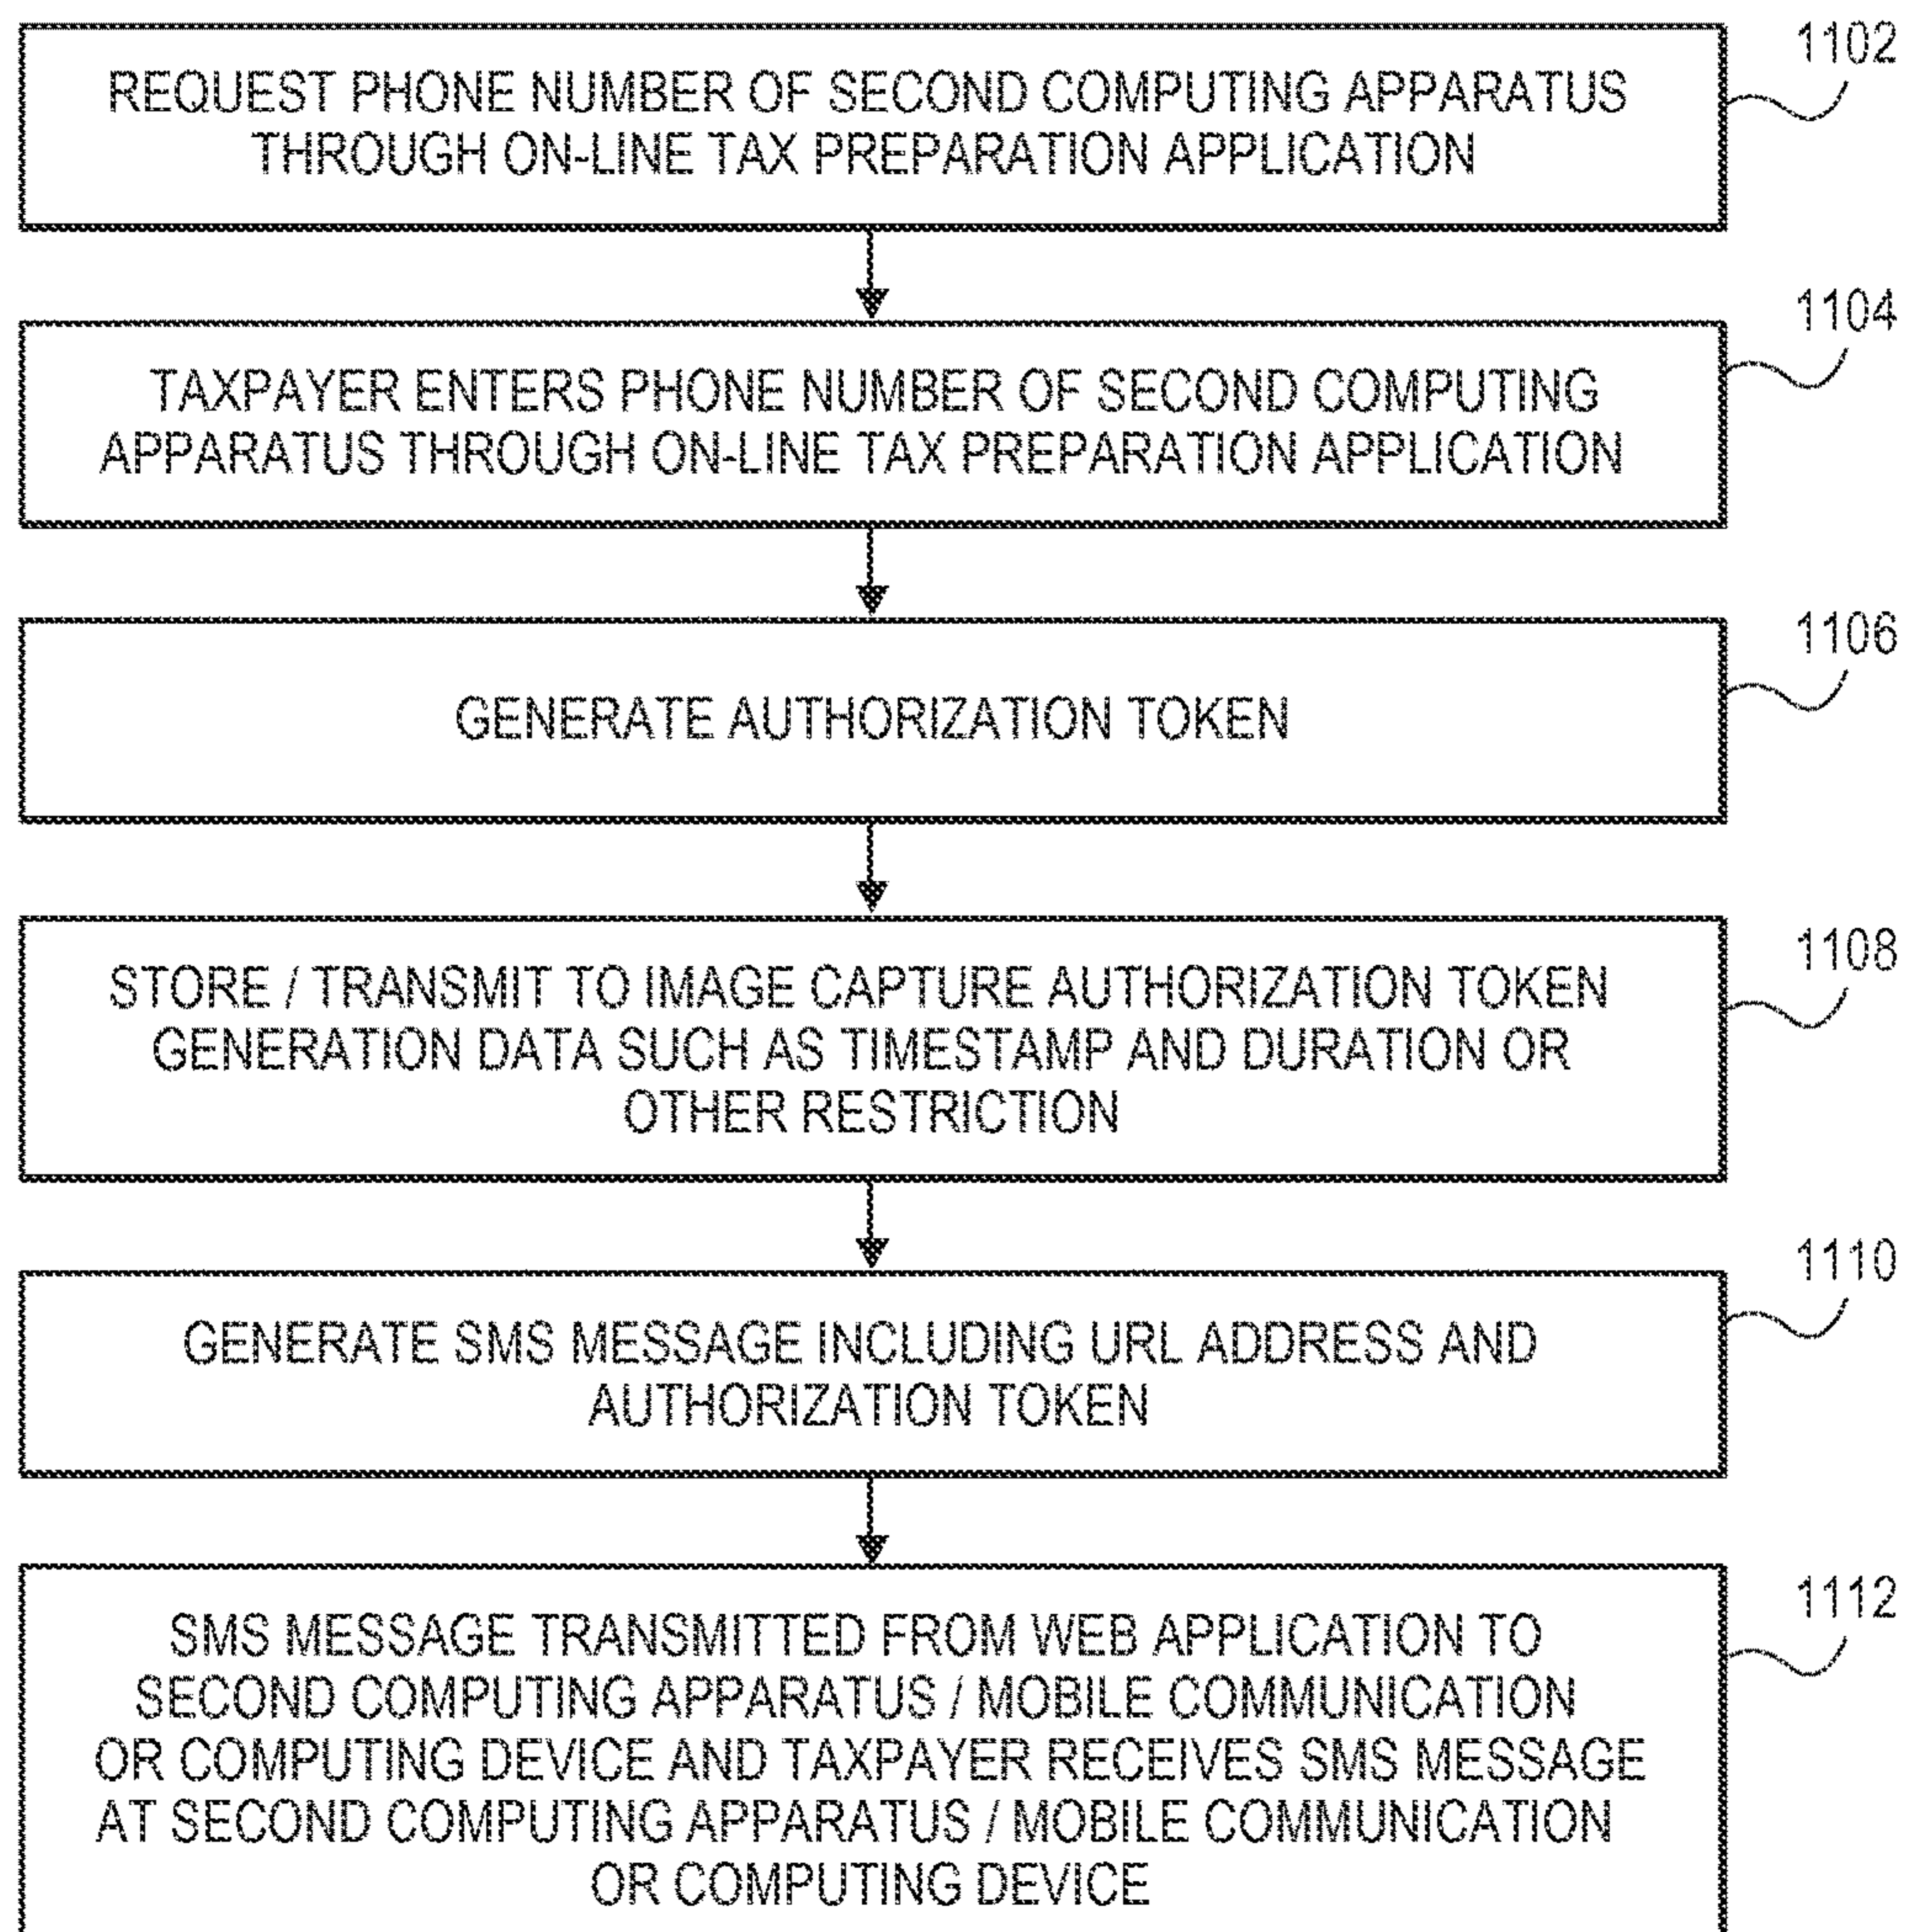 1102
REQUEST PHONE NUMBER OF SECOND COMPUTING APPARATUS
THROUGH ON-LINE TAX PREPARATION APPLICATION
1104
TAXPAYER ENTERS PHONE NUMBER OF SECOND COMPUTING
APPARATUS THROUGH ON-LINE TAX PREPARATION APPLICATION
1106
GENERATE AUTHORIZATION TOKEN
1108
STORE / TRANSMIT TO IMAGE CAPTURE AUTHORIZATION TOKEN
GENERATION DATA SUCH AS TIMESTAMP AND DURATION OR
OTHER RESTRICTION
1110
GENERATE SMS MESSAGE INCLUDING URL ADDRESS AND
AUTHORIZATION TOKEN
1112
SMS MESSAGE TRANSMITTED FROM WEB APPLICATION TO
SECOND COMPUTING APPARATUS / MOBILE COMMUNICATION
OR COMPUTING DEVICE AND TAXPAYER RECEIVES SMS MESSAGE
AT SECOND COMPUTING APPARATUS / MOBILE COMMUNICATION
OR COMPUTING DEVICE